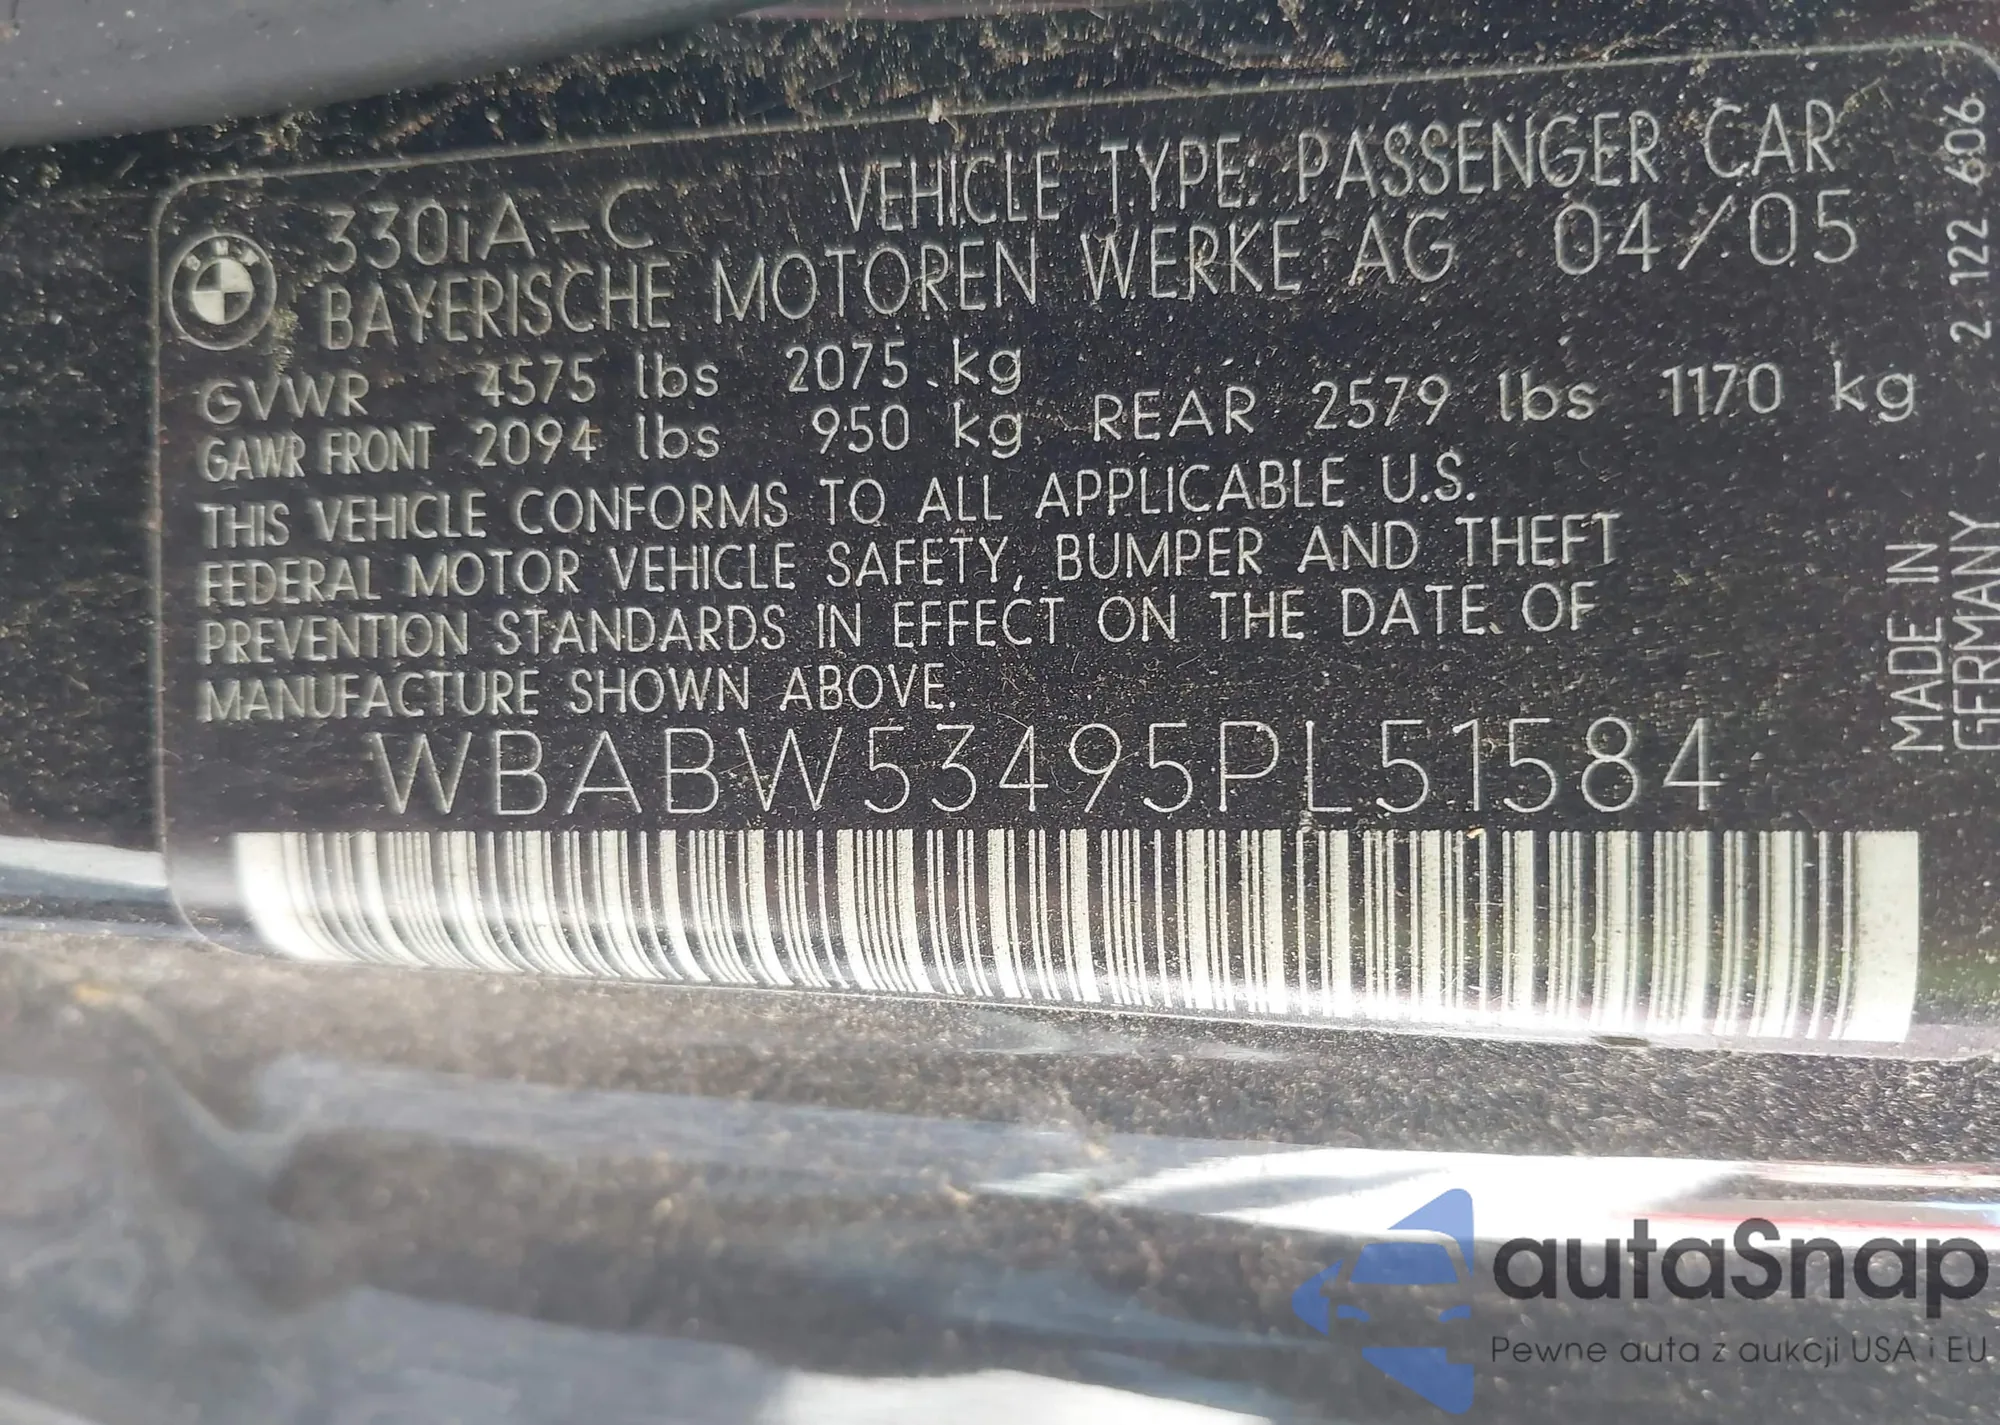 330iA-C VEHICLE TYPE: PASSENGER CAR
BMW
BAYERISCHE MOTOREN WERKE AG 04/05
GVWR 4575 lbs 2075 kg
GAWR FRONT 2094 lbs 950 kg REAR 2579 lbs 1170 kg
THIS VEHICLE CONFORMS TO ALL APPLICABLE U.S.
FEDERAL MOTOR VEHICLE SAFETY, BUMPER AND THEFT
PREVENTION STANDARDS IN EFFECT ON THE DATE OF
MANUFACTURE SHOWN ABOVE.
WBABW53495PL51584
MADE IN
GERMANY
2 122 606
autaSnap
Pewne auta z aukcji USA i EU